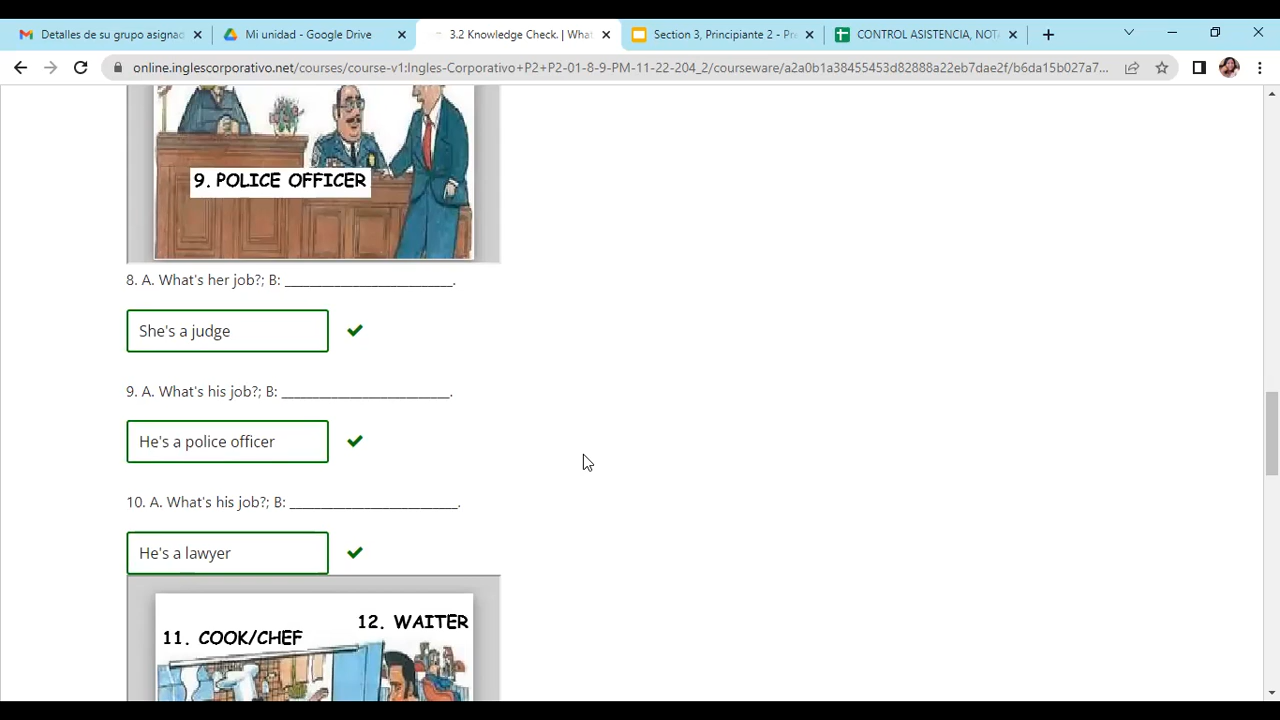 Detalles de su grupo asignad
Mi unidad - Google Drive
3.2 Knowledge Check. | What
Section 3, Principiante 2 - Pr
CONTROL ASISTENCIA, NOT
online.inglescorporativo.net/courses/course-v1:Ingles-Corporativo+P2+P2-01-8-9-PM-11-22-204_2/courseware/a2a0b1a38455453d82888a22eb7dae2f/b6da15b027a7...
9. POLICE OFFICER
8. A. What's her job?; B: ________________________.
She's a judge
9. A. What's his job?; B: ________________________.
He's a police officer
10. A. What's his job?; B: ________________________.
He's a lawyer
12. WAITER
11. COOK/CHEF